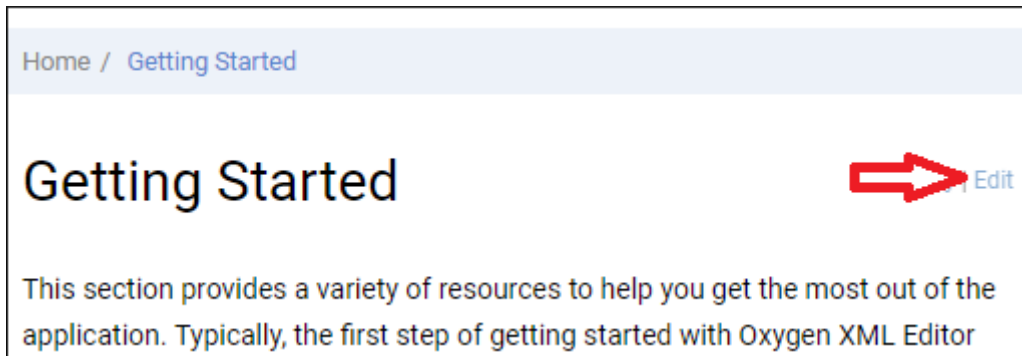 Home / Getting Started
Getting Started
Edit
This section provides a variety of resources to help you get the most out of the
application. Typically, the first step of getting started with Oxygen XML Editor